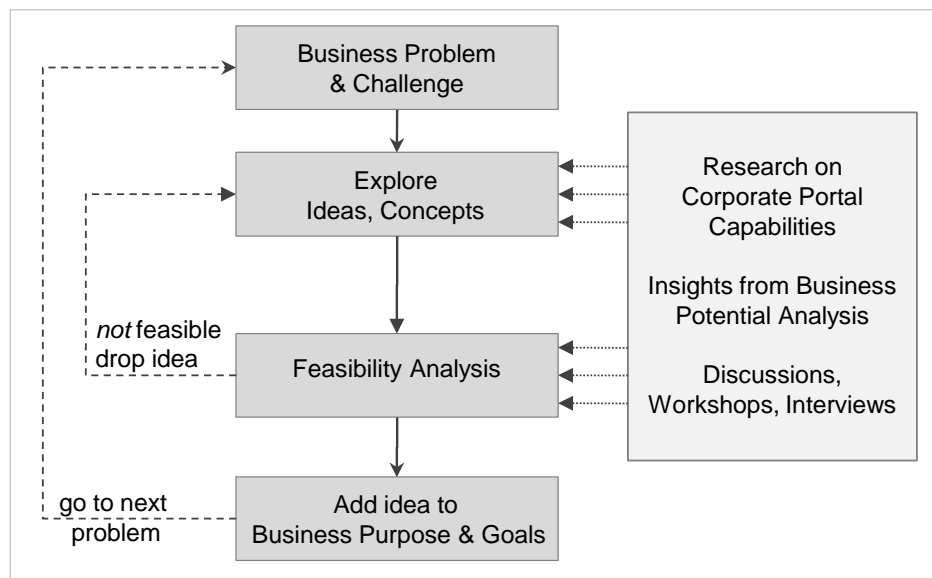 Business Problem
& Challenge
Explore
Ideas, Concepts
Research on
Corporate Portal
Capabilities
Insights from Business
Potential Analysis
Discussions,
Workshops, Interviews
not feasible
drop idea
Feasibility Analysis
go to next
problem
Add idea to
Business Purpose & Goals